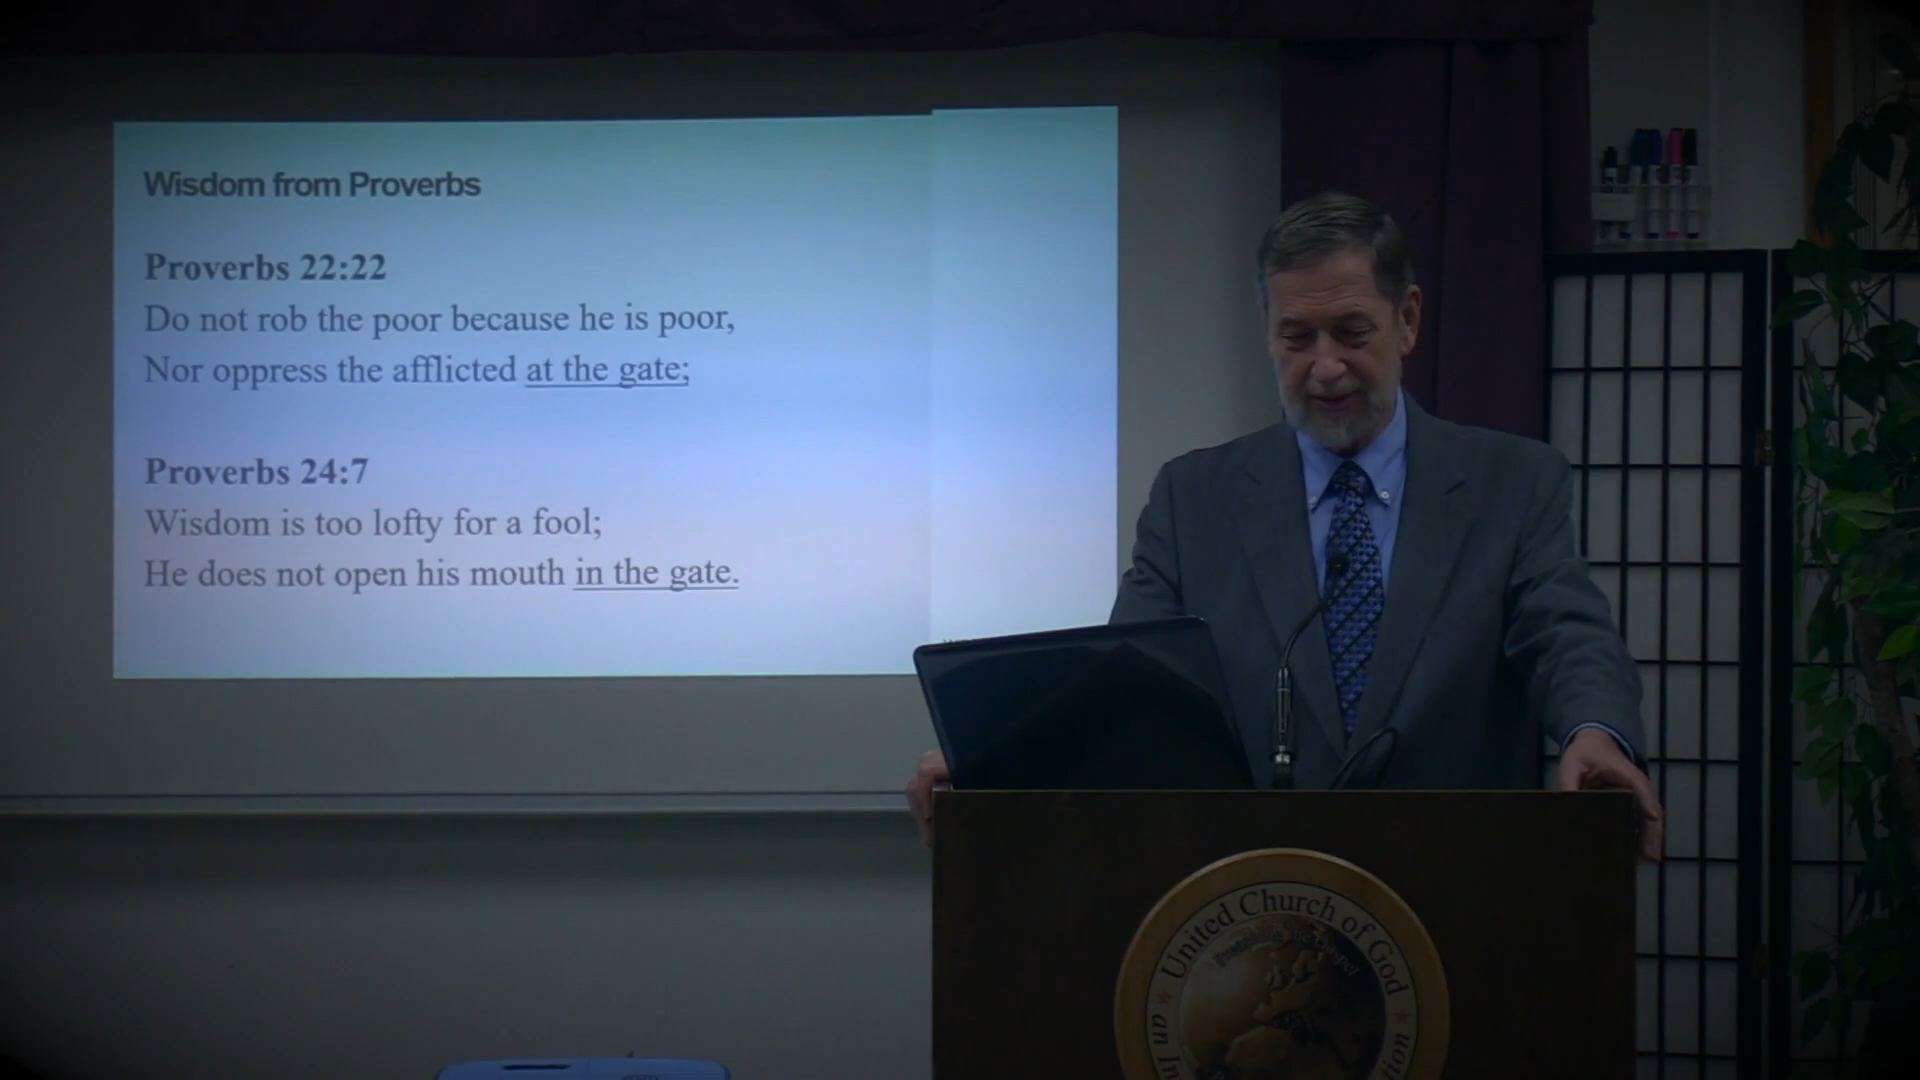 Wisdom from Proverbs
Proverbs 22:22
Do not rob the poor because he is poor,
Nor oppress the afflicted at the gate;
Proverbs 24:7
Wisdom is too lofty for a fool;
He does not open his mouth in the gate.
United Church of God
an